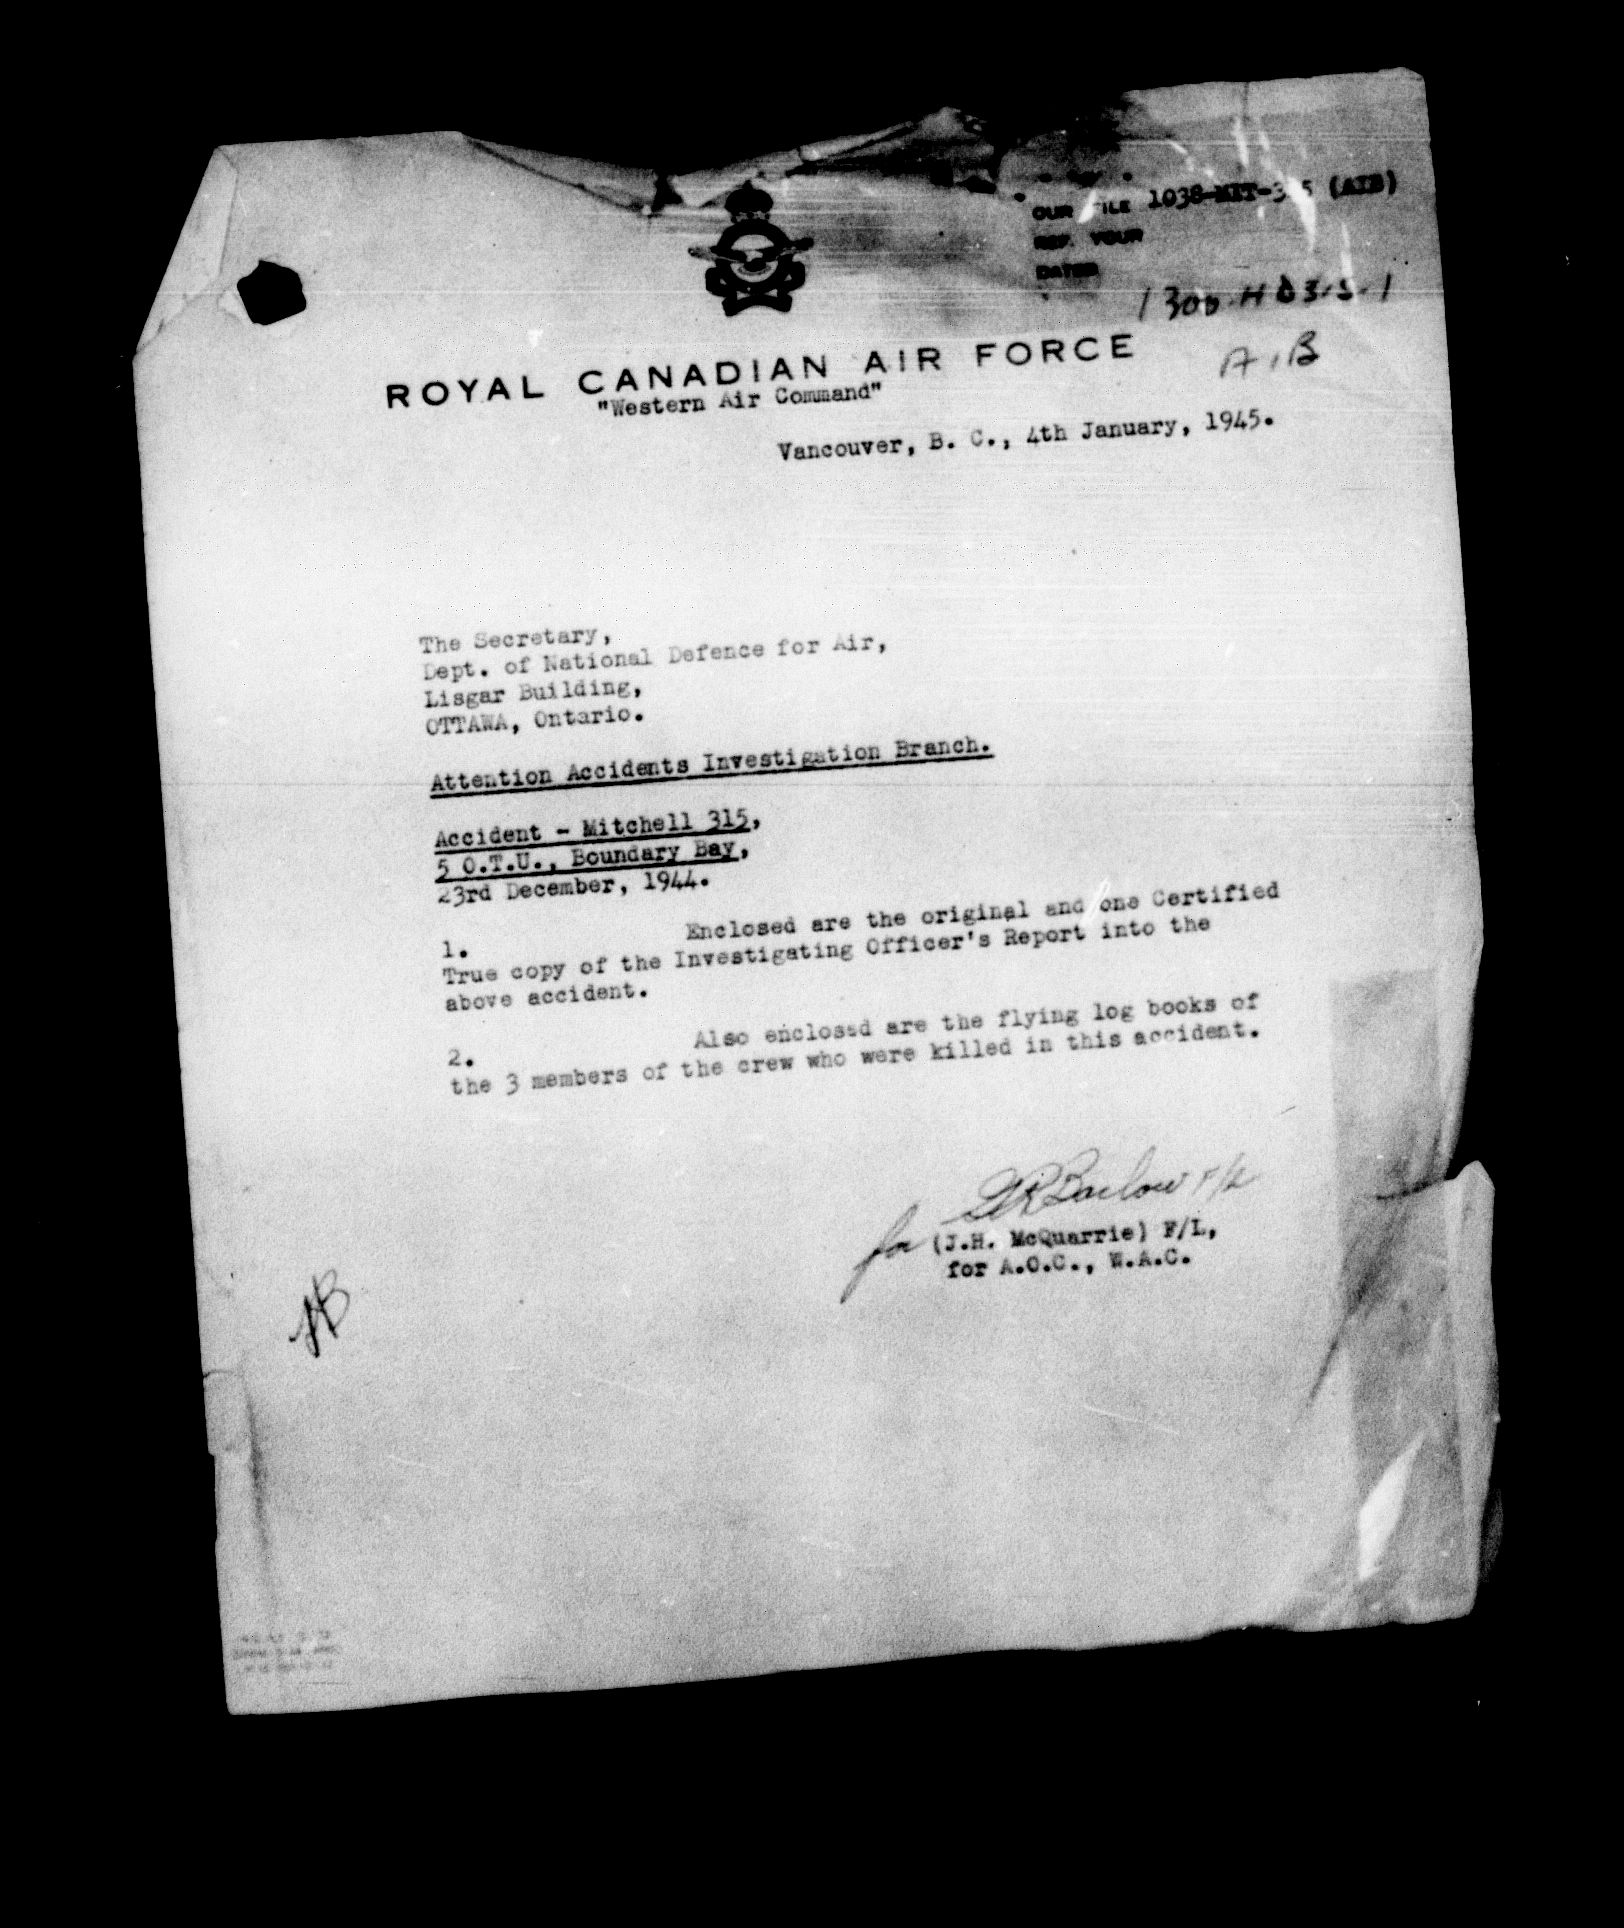 OUR FILE 1038-MIT-315 (AIB)
REF. YOUR
DATED
A.I.B
ROYAL CANADIAN AIR FORCE
"Western Air Command"
Vancouver, B. C., 4th January, 1945.
The Secretary,
Dept. of National Defence for Air,
Lisgar Building,
OTTAWA, Ontario.
Attention Accidents Investigation Branch.
Accident - Mitchell 315,
5 O.T.U., Boundary Bay,
23rd December, 1944.
1. Enclosed are the original and one Certified
True copy of the Investigating Officer's Report into the
above accident.
2. Also enclosed are the flying log books of
the 3 members of the crew who were killed in this accident.
Barlow F/L
for (J.H. McQuarrie) F/L,
for A.O.C., W.A.C.